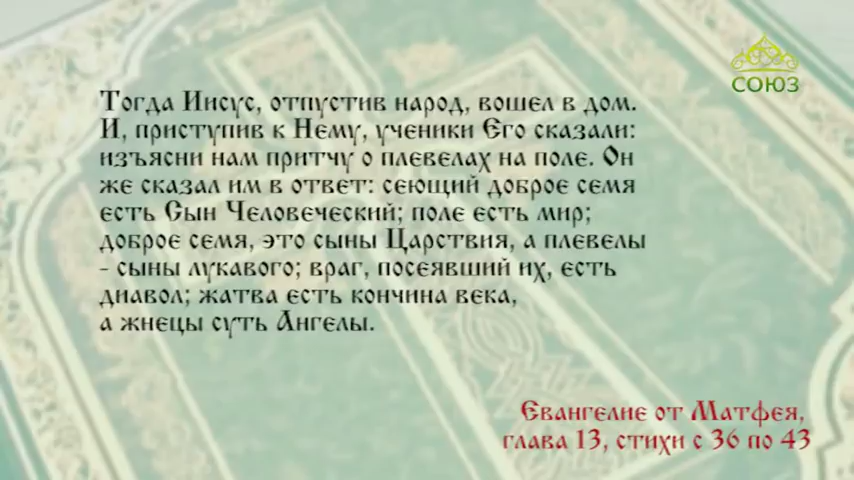 СОЮЗ
Тогда Иисус, отпустив народ, вошел в дом.
И, приступив к Нему, ученики Его сказали:
изъясни нам притчу о плевелах на поле. Он
же сказал им в ответ: сеющий доброе семя
есть Сын Человеческий; поле есть мир;
доброе семя, это сыны Царствия, а плевелы
- сыны лукавого; враг, посеявший их, есть
диавол; жатва есть кончина века,
а жнецы суть Ангелы.
Евангелие от Матфея,
глава 13, стихи с 36 по 43